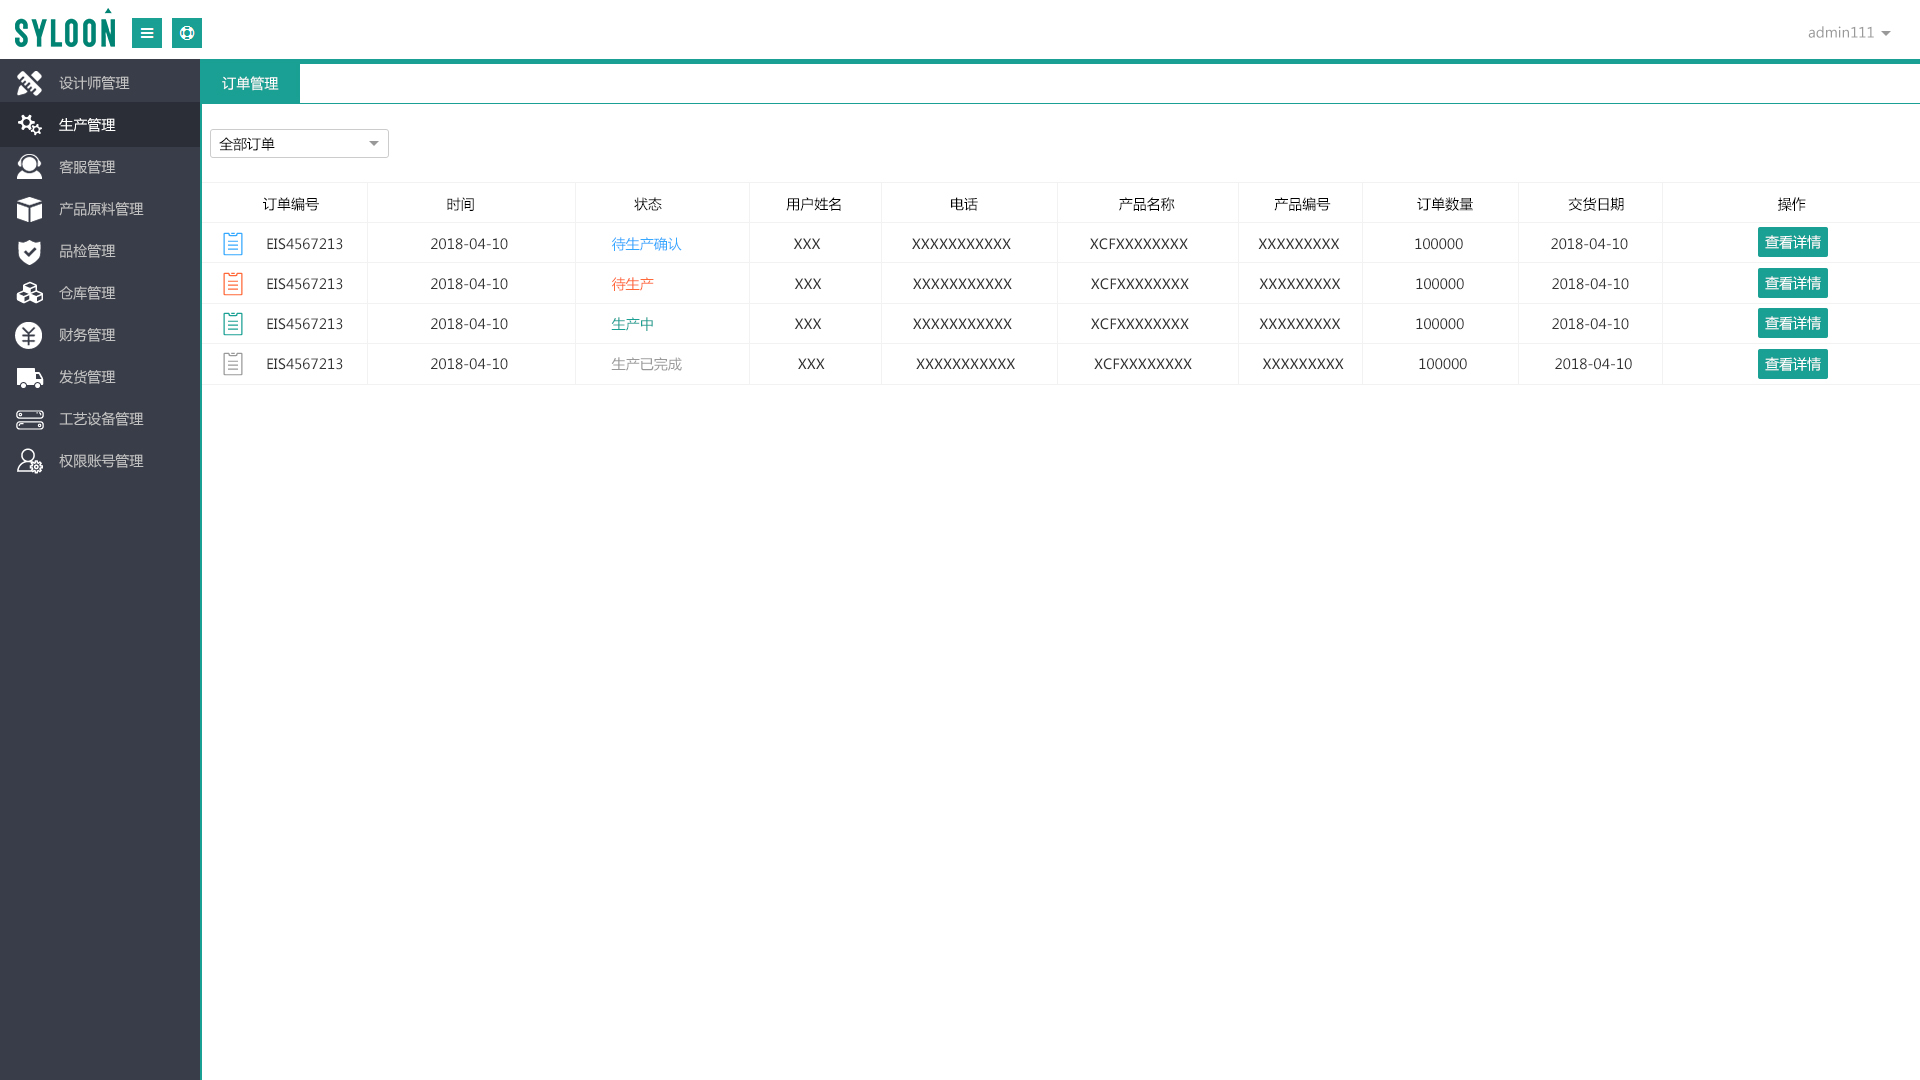 SYLOON
admin111
设计师管理
生产管理
客服管理
产品原料管理
品检管理
仓库管理
财务管理
发货管理
工艺设备管理
权限账号管理
订单管理
全部订单
订单编号 时间 状态 用户姓名 电话 产品名称 产品编号 订单数量 交货日期 操作
EIS4567213 2018-04-10 待生产确认 XXX XXXXXXXXXXX XCFXXXXXXXX XXXXXXXXX 100000 2018-04-10 查看详情
EIS4567213 2018-04-10 待生产 XXX XXXXXXXXXXX XCFXXXXXXXX XXXXXXXXX 100000 2018-04-10 查看详情
EIS4567213 2018-04-10 生产中 XXX XXXXXXXXXXX XCFXXXXXXXX XXXXXXXXX 100000 2018-04-10 查看详情
EIS4567213 2018-04-10 生产已完成 XXX XXXXXXXXXXX XCFXXXXXXXX XXXXXXXXX 100000 2018-04-10 查看详情